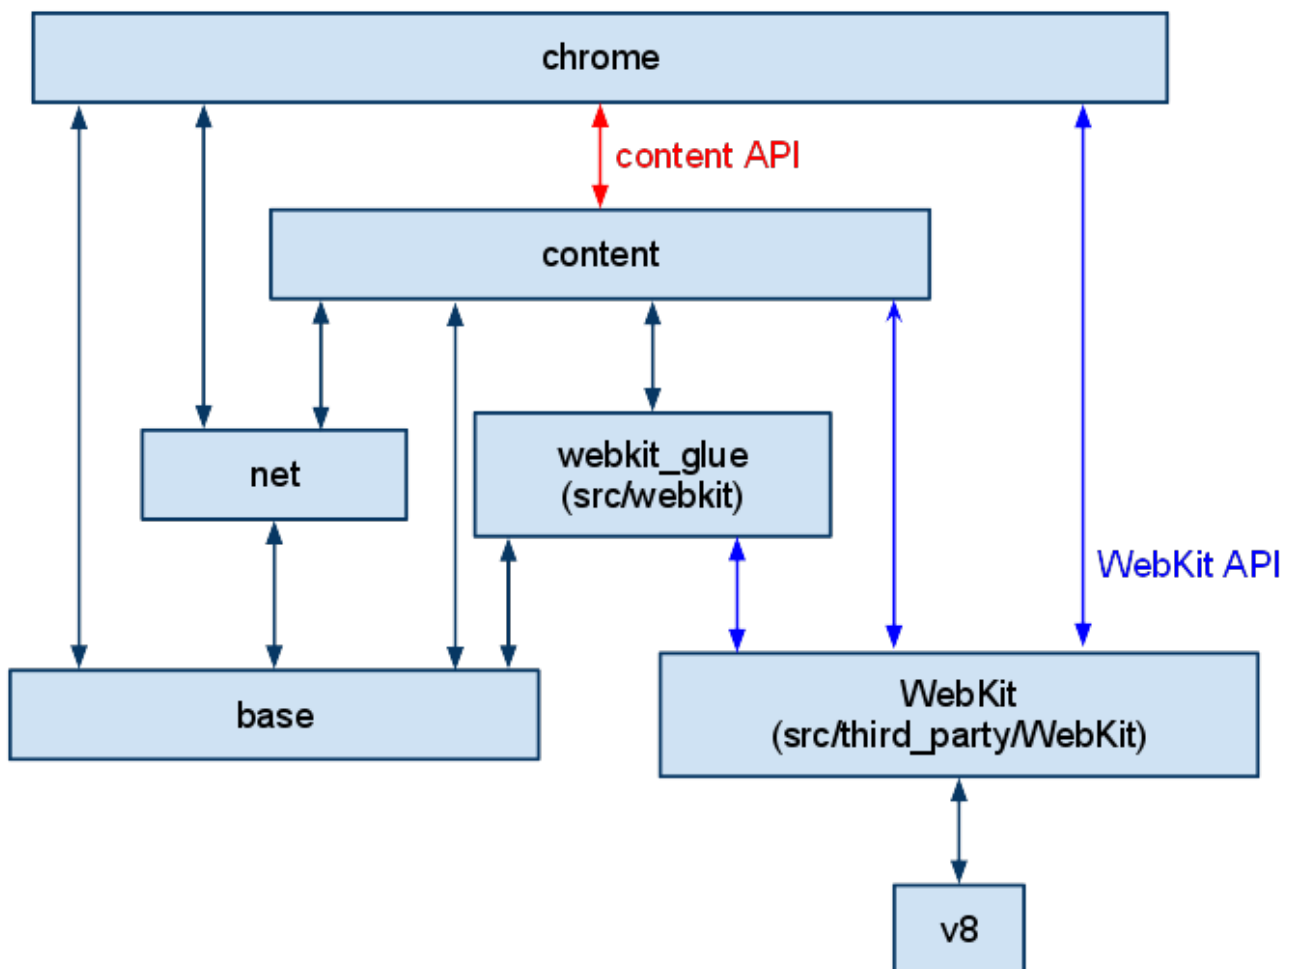 chrome
content API
content
net
webkit_glue
(src/webkit)
WebKit API
base
WebKit
(src/third_party/WebKit)
v8